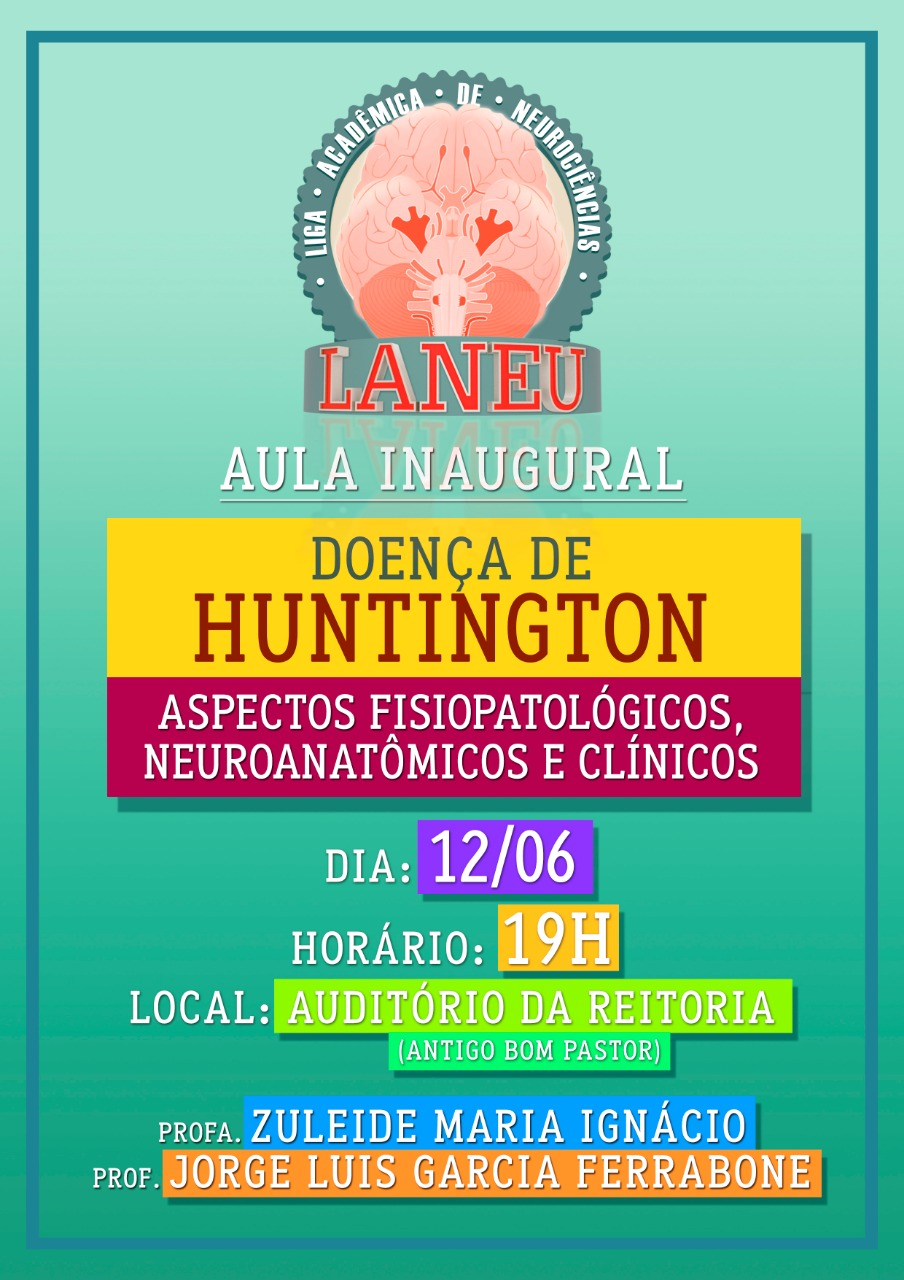 LIGA • ACADÊMICA • DE • NEUROCIÊNCIAS
LANEU
AULA INAUGURAL
DOENÇA DE
HUNTINGTON
ASPECTOS FISIOPATOLÓGICOS,
NEUROANATÔMICOS E CLÍNICOS
DIA: 12/06
HORÁRIO: 19H
LOCAL: AUDITÓRIO DA REITORIA
(ANTIGO BOM PASTOR)
PROFA. ZULEIDE MARIA IGNÁCIO
PROF. JORGE LUIS GARCIA FERRABONE